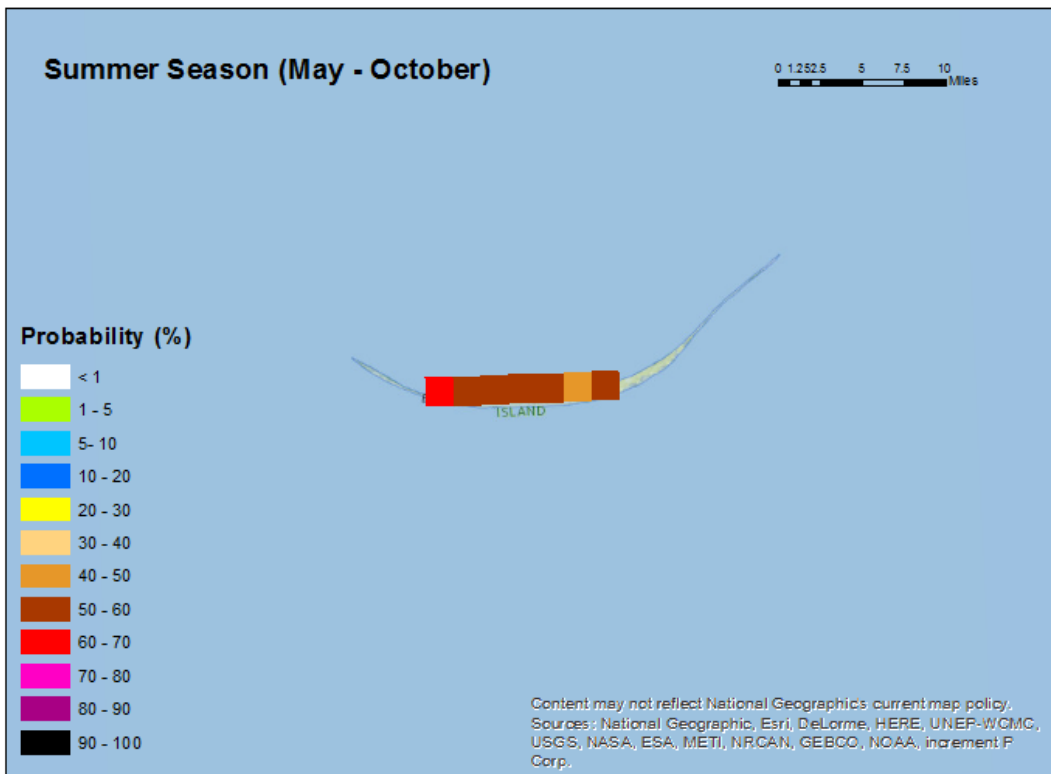 Summer Season (May - October)
0 1.252.5 5 7.5 10
Miles
Probability (%)
< 1
1 - 5
5- 10
10 - 20
20 - 30
30 - 40
40 - 50
50 - 60
60 - 70
70 - 80
80 - 90
90 - 100
ISLAND
Content may not reflect National Geographic's current map policy.
Sources: National Geographic, Esri, DeLorme, HERE, UNEP-WCMC,
USGS, NASA, ESA, METI, NRCAN, GEBCO, NOAA, increment P
Corp.